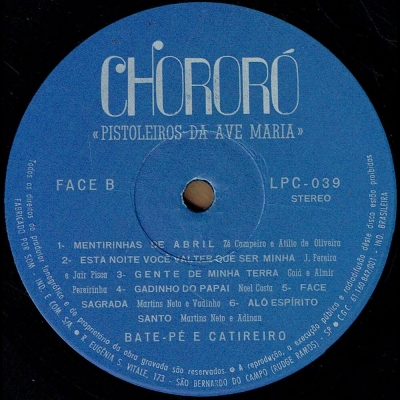 CHORORÓ
«PISTOLEIROS DA AVE MARIA»
FACE B
LPC-039
STEREO
1- MENTIRINHAS DE ABRIL Zé Campeiro e Atílio de Oliveira
2- ESTA NOITE VOCÊ VAI TER QUE SER MINHA J. Pereira
e Jair Pison 3- GENTE DE MINHA TERRA Goiá e Almir
Pereirinha 4- GADINHO DO PAPAI Noel Costa 5- FACE
SAGRADA Martins Neto e Vadinho 6- ALÔ ESPÍRITO
SANTO Martins Neto e Adinan
BATE-PÉ E CATIREIRO
Todos os direitos do produtor fonográfico e do proprietário da obra gravada são reservados. A reprodução, a execução pública e radiodifusão deste disco estão proibidas.
FABRICADO POR SOM - IND. E COM. S/A. - R. EUGÊNIA S. VITALE, 173 - SÃO BERNARDO DO CAMPO (RUDGE RAMOS) - SP - C.G.C. IND. BRASILEIRA